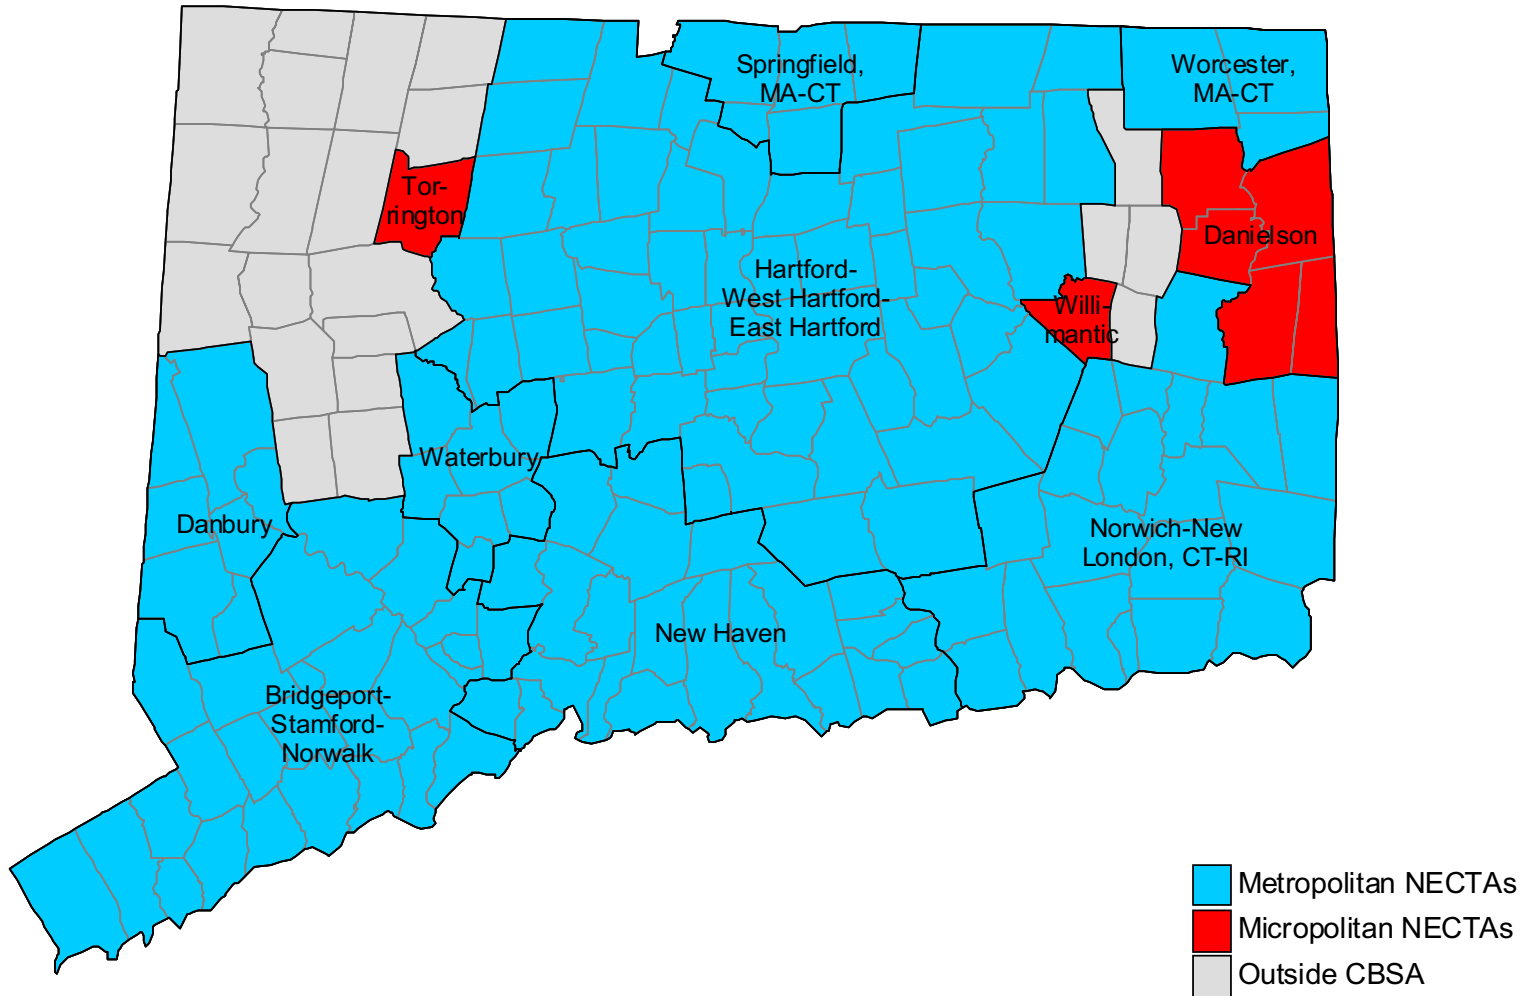 Springfield,
MA-CT
Worcester,
MA-CT
Tor-
rington
Danielson
Hartford-
West Hartford-
East Hartford
Willi-
mantic
Waterbury
Danbury
Norwich-New
London, CT-RI
New Haven
Bridgeport-
Stamford-
Norwalk
Metropolitan NECTAs
Micropolitan NECTAs
Outside CBSA